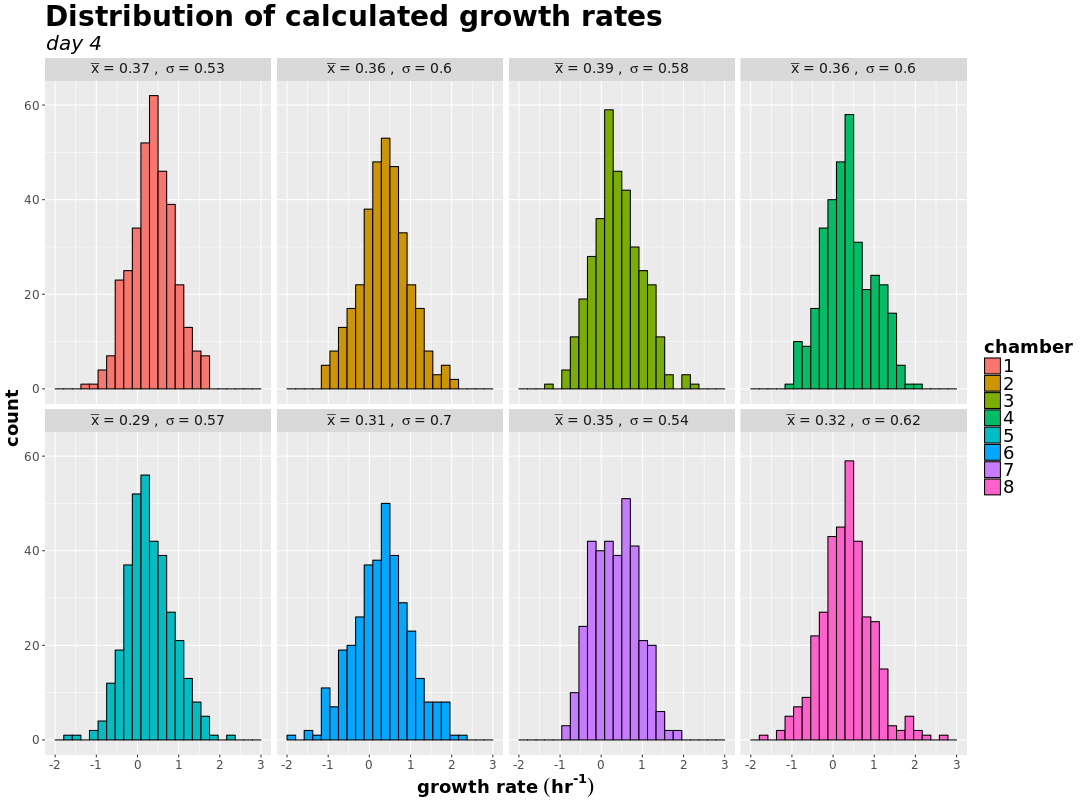 Distribution of calculated growth rates
day 4
x̅ = 0.37 , σ = 0.53
x̅ = 0.36 , σ = 0.6
x̅ = 0.39 , σ = 0.58
x̅ = 0.36 , σ = 0.6
60
40
20
0
x̅ = 0.29 , σ = 0.57
x̅ = 0.31 , σ = 0.7
x̅ = 0.35 , σ = 0.54
x̅ = 0.32 , σ = 0.62
60
40
20
0
-2 -1 0 1 2 3
-2 -1 0 1 2 3
-2 -1 0 1 2 3
-2 -1 0 1 2 3
count
growth rate (hr⁻¹)
chamber
1
2
3
4
5
6
7
8